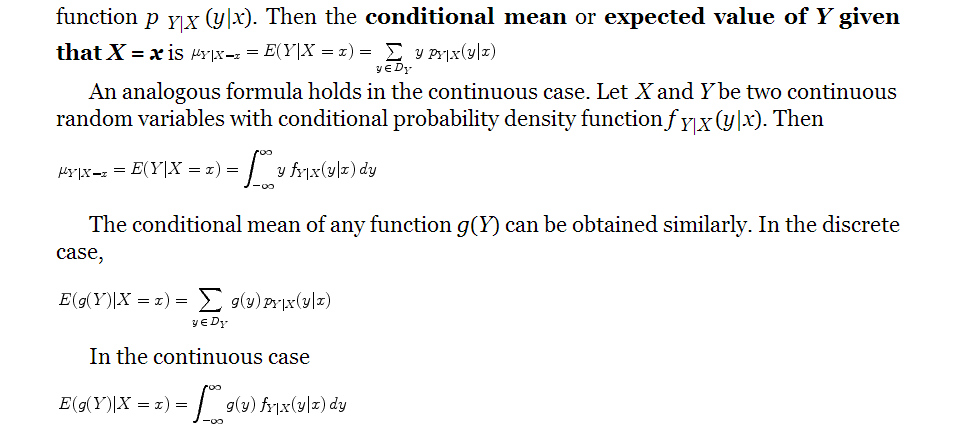 function p Y|X (y|x). Then the conditional mean or expected value of Y given
that X = x is μY|X=x = E(Y|X = x) = ∑y∈DY y pY|X(y|x)
An analogous formula holds in the continuous case. Let X and Y be two continuous
random variables with conditional probability density function f Y|X (y|x). Then
μY|X=x = E(Y|X = x) = ∫−∞∞ y fY|X(y|x) dy
The conditional mean of any function g(Y) can be obtained similarly. In the discrete
case,
E(g(Y)|X = x) = ∑y∈DY g(y) pY|X(y|x)
In the continuous case
E(g(Y)|X = x) = ∫−∞∞ g(y) fY|X(y|x) dy